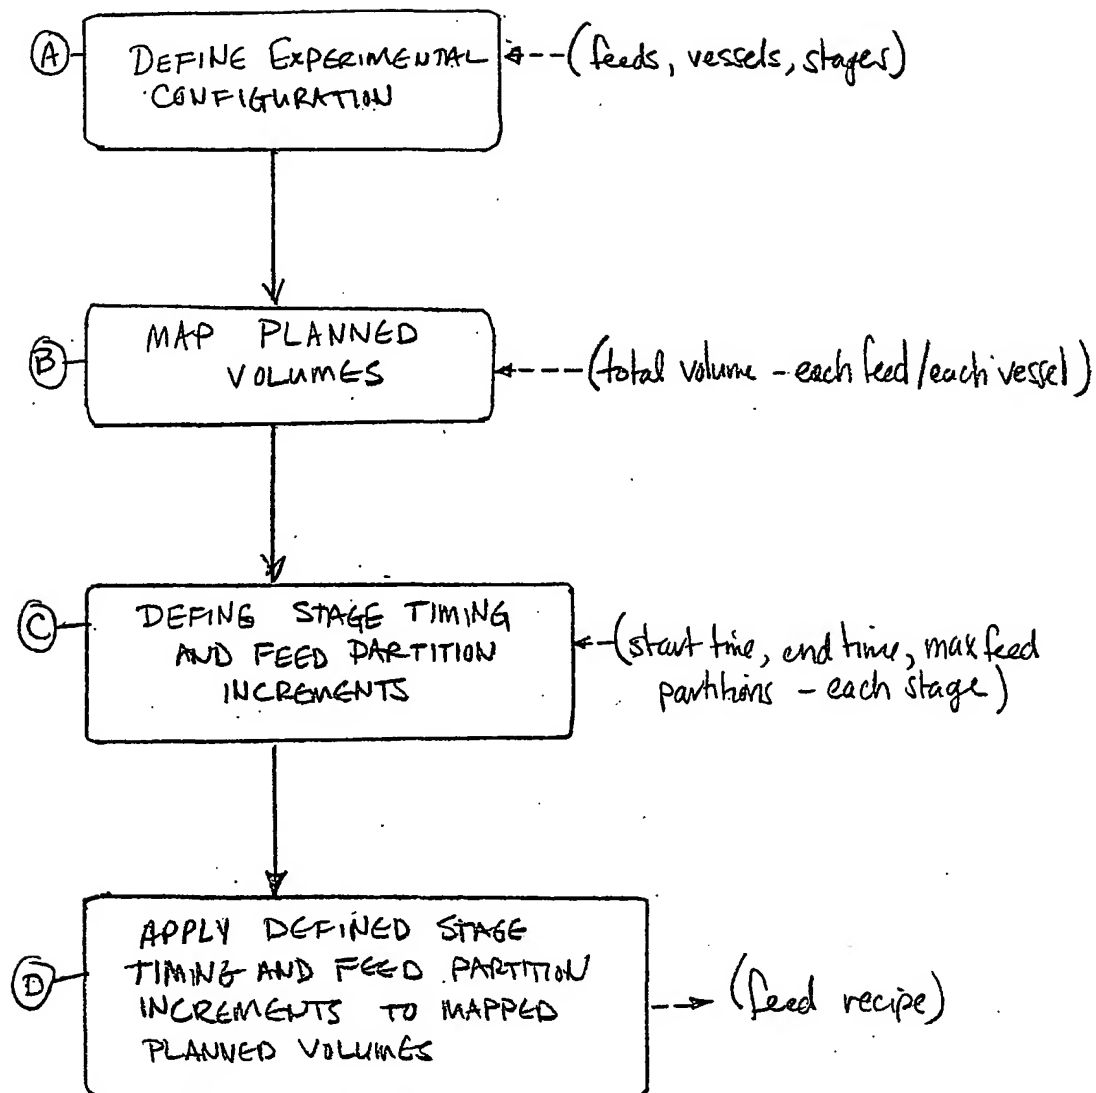 A
DEFINE EXPERIMENTAL
CONFIGURATION
(feeds, vessels, stages)
B
MAP PLANNED
VOLUMES
(total volume - each feed/each vessel)
C
DEFINE STAGE TIMING
AND FEED PARTITION
INCREMENTS
(start time, end time, max feed
partitions - each stage)
D
APPLY DEFINED STAGE
TIMING AND FEED PARTITION
INCREMENTS TO MAPPED
PLANNED VOLUMES
(feed recipe)